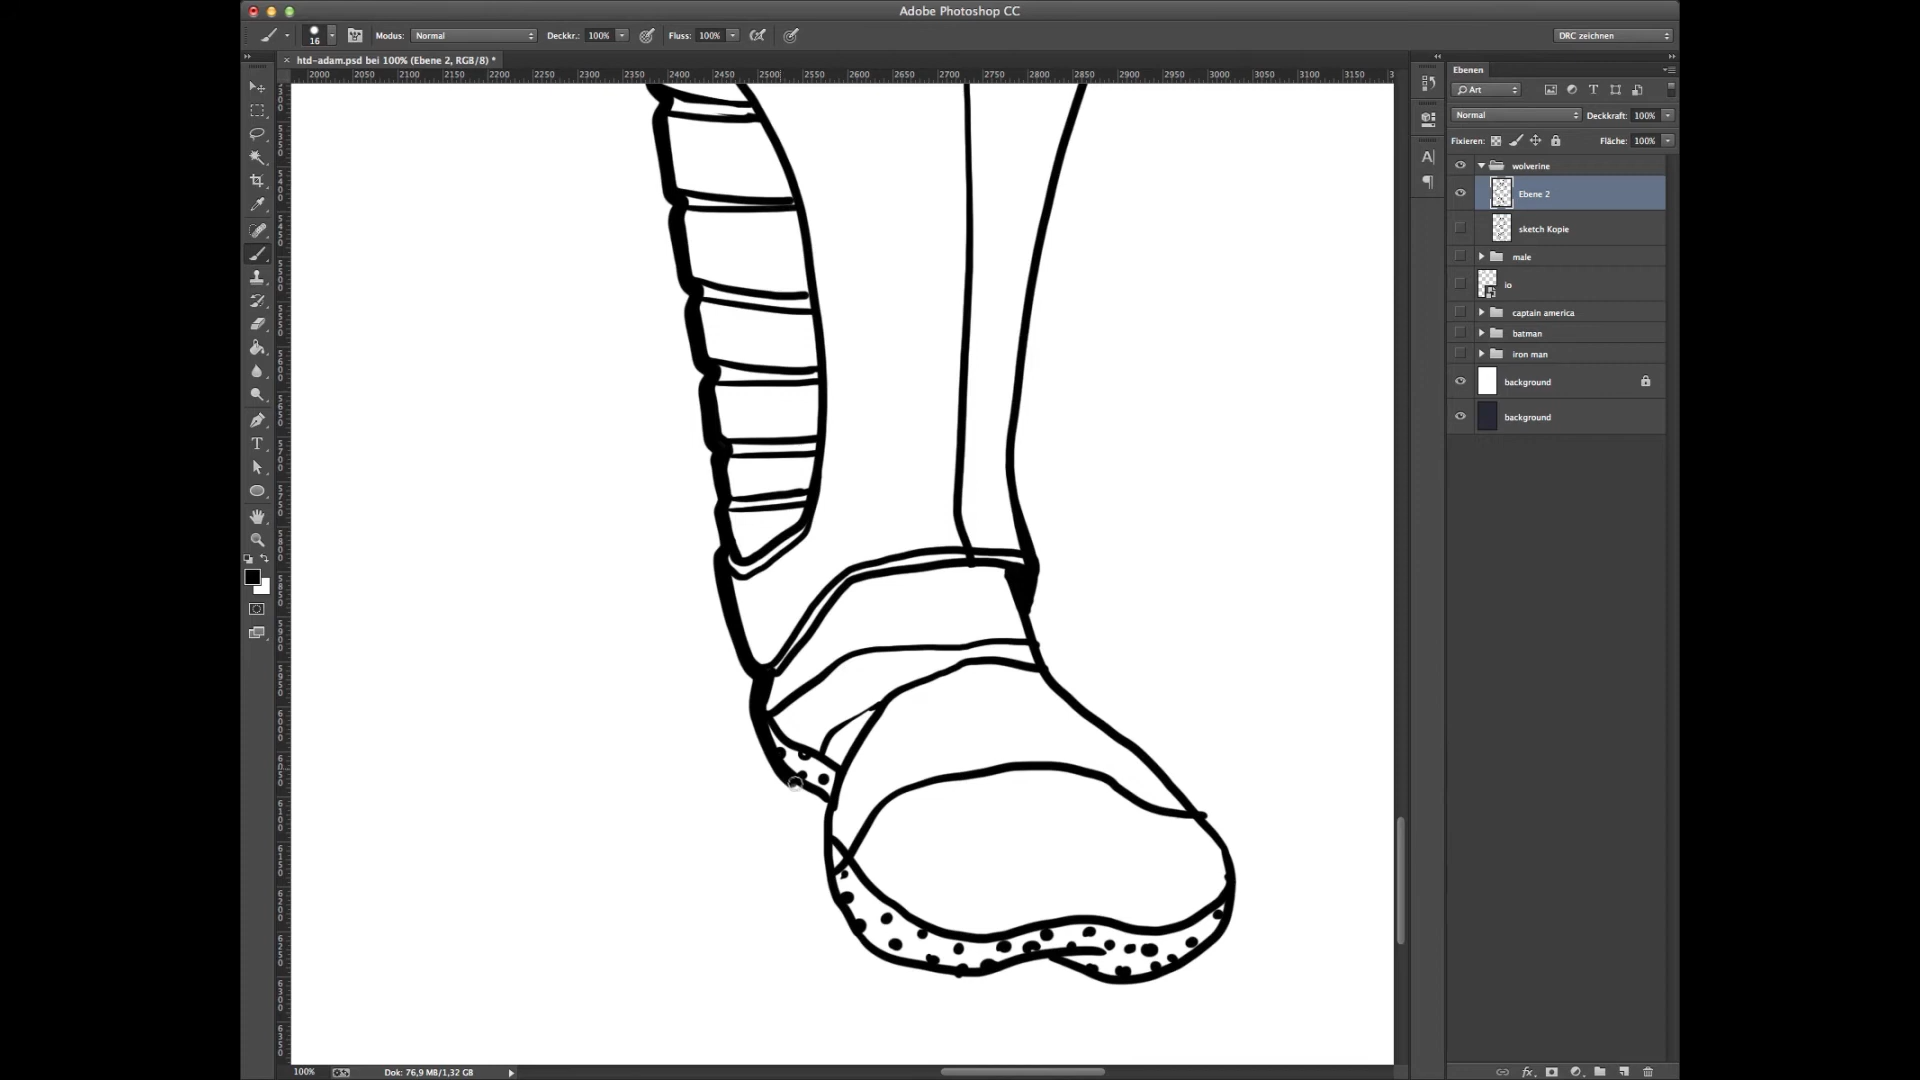 Adobe Photoshop CC
16 Modus: Normal Deckkr.: 100% Fluss: 100% DRC zeichnen
× htd-adam.psd bei 100% (Ebene 2, RGB/8) *
2000 2050 2100 2150 2200 2250 2300 2350 2400 2450 2500 2550 2600 2650 2700 2750 2800 2850 2900 2950 3000 3050 3100 3150
Ebenen
Art
Normal Deckkraft: 100%
Fixieren: Fläche: 100%
wolverine
Ebene 2
sketch Kopie
male
io
captain america
batman
iron man
background
background
100% Dok: 76,9 MB/1,32 GB